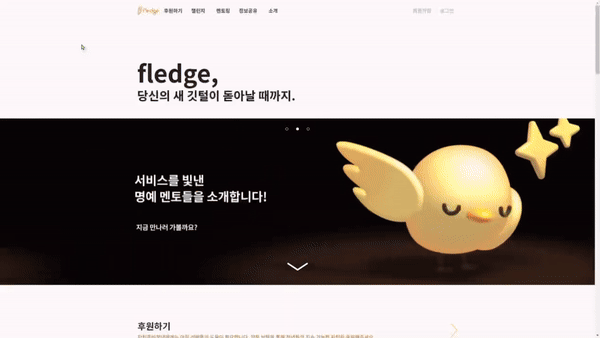 fledge 후원하기 챌린지 멘토링 정보공유 소개 회원가입 로그인
fledge,
당신의 새 깃털이 돋아날 때까지.
서비스를 빛낸
명예 멘토들을 소개합니다!
지금 만나러 가볼까요?
후원하기